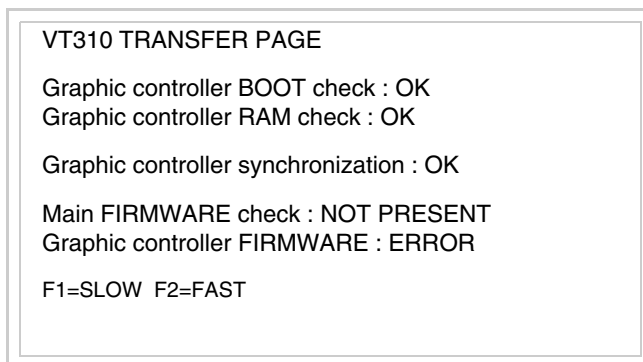 VT310 TRANSFER PAGE
Graphic controller BOOT check : OK
Graphic controller RAM check : OK
Graphic controller synchronization : OK
Main FIRMWARE check : NOT PRESENT
Graphic controller FIRMWARE : ERROR
F1=SLOW  F2=FAST